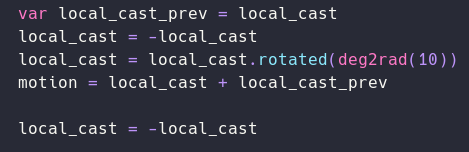 var local_cast_prev = local_cast
local_cast = -local_cast
local_cast = local_cast.rotated(deg2rad(10))
motion = local_cast + local_cast_prev
local_cast = -local_cast